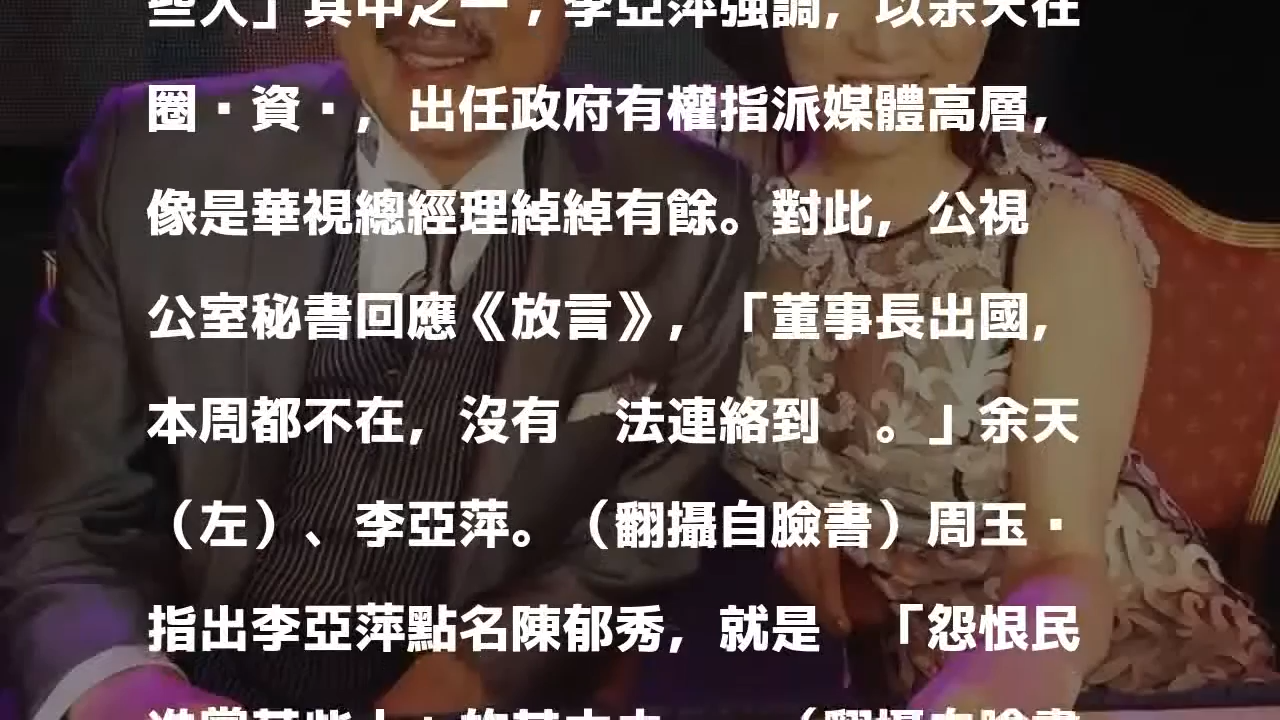 些人」其中之一，李亞萍強調，以余天在
圈·資·，出任政府有權指派媒體高層，
像是華視總經理綽綽有餘。對此，公視
公室秘書回應《放言》，「董事長出國，
本周都不在，沒有　法連絡到　。」余天
（左）、李亞萍。（翻攝自臉書）周玉·
指出李亞萍點名陳郁秀，就是　「怨恨民